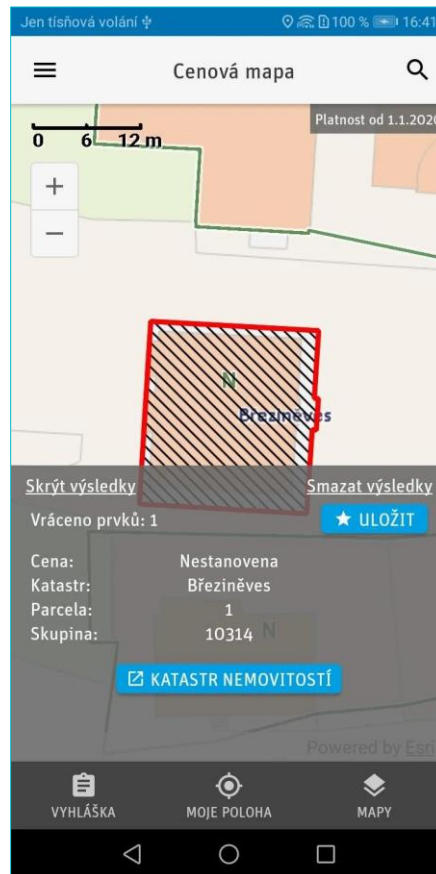 Jen tísňová volání 100 % 16:41
Cenová mapa
Platnost od 1.1.2020
0 6 12 m
+
−
N
Březiněves
Skrýt výsledky Smazat výsledky
Vráceno prvků: 1 ULOŽIT
Cena: Nestanovena
Katastr: Březiněves
Parcela: 1
Skupina: 10314
N
KATASTR NEMOVITOSTÍ
Powered by Esri
VYHLÁŠKA MOJE POLOHA MAPY